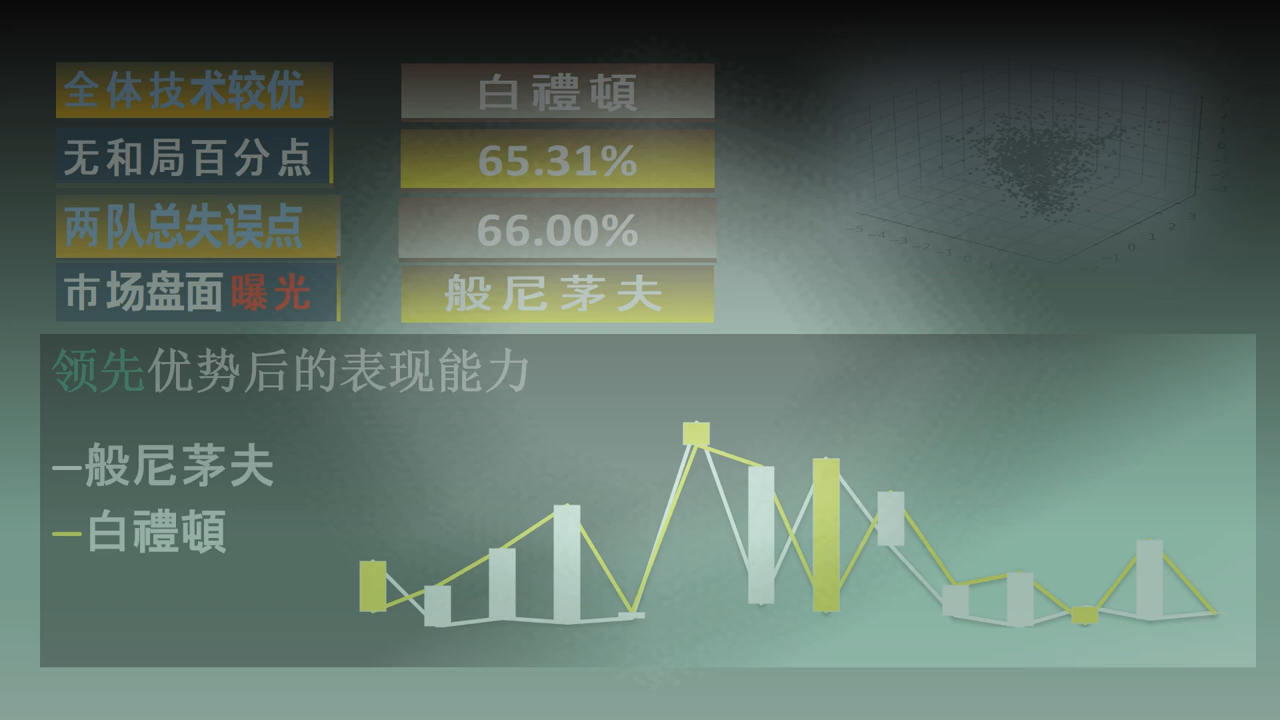 全体技术较优 白禮頓
无和局百分点 65.31%
两队总失误点 66.00%
市场盘面曝光 般尼茅夫
领先优势后的表现能力
般尼茅夫
白禮頓